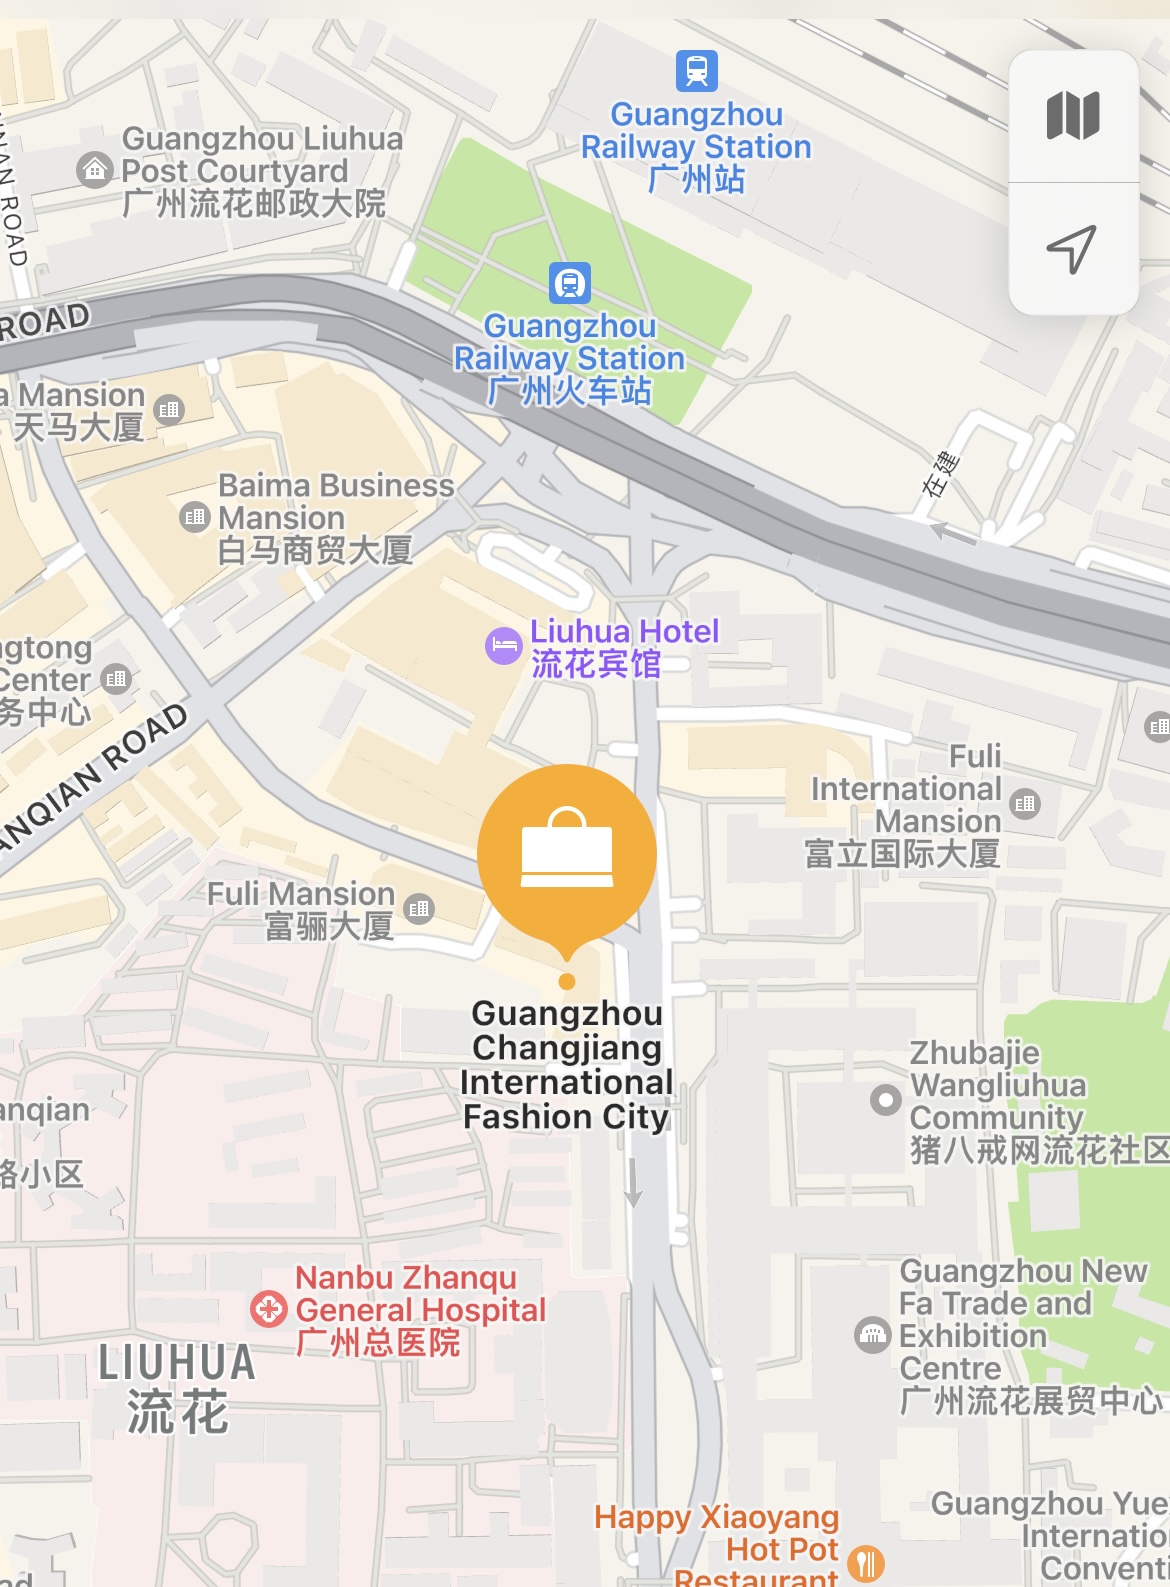 Guangzhou
Railway Station
广州站
Guangzhou Liuhua
Post Courtyard
广州流花邮政大院
ROAD
ROAD
Guangzhou
Railway Station
广州火车站
Mansion
天马大厦
Baima Business
Mansion
白马商贸大厦
在建
Liuhua Hotel
流花宾馆
Center
务中心
ANQIAN ROAD
Fuli
International
Mansion
富立国际大厦
Fuli Mansion
富骊大厦
Guangzhou
Changjiang
International
Fashion City
Zhubajie
Wangliuhua
Community
猪八戒网流花社区
anqian
路小区
Nanbu Zhanqu
General Hospital
广州总医院
Guangzhou New
Fa Trade and
Exhibition
Centre
广州流花展贸中心
LIUHUA
流花
Happy Xiaoyang
Hot Pot
Restaurant
Guangzhou Yue
Internatio
Conventi